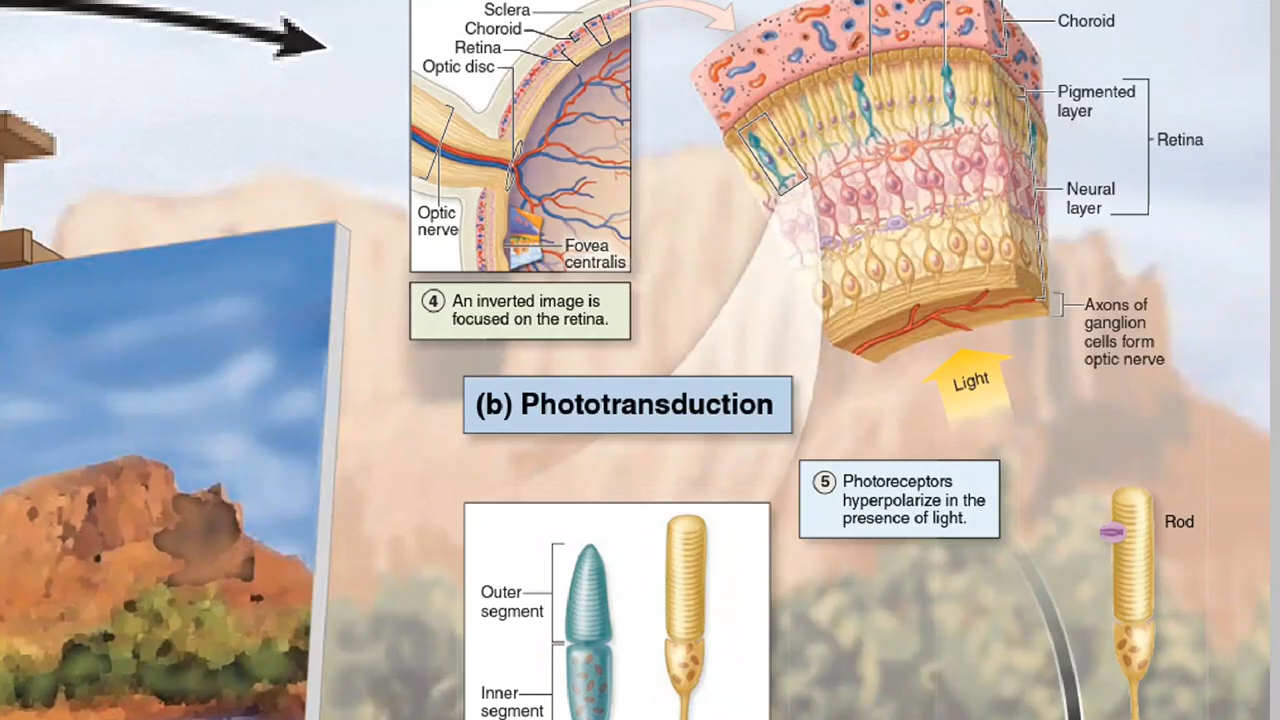 Sclera
Choroid
Retina
Optic disc
Optic
nerve
Fovea
centralis
4 An inverted image is
focused on the retina.
Choroid
Pigmented
layer
Retina
Neural
layer
Axons of
ganglion
cells form
optic nerve
Light
(b) Phototransduction
5 Photoreceptors
hyperpolarize in the
presence of light.
Rod
Outer
segment
Inner
segment